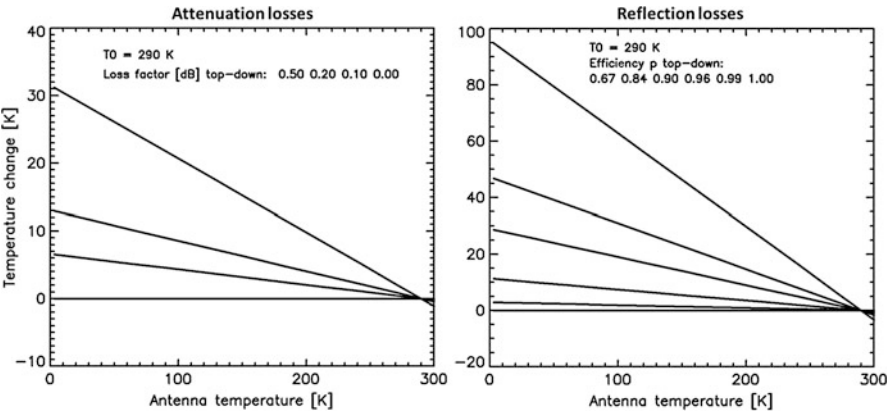 Attenuation losses
40
30
20
10
0
−10
Temperature change [K]
T0 = 290 K
Loss factor [dB] top−down: 0.50 0.20 0.10 0.00
0 100 200 300
Antenna temperature [K]
Reflection losses
100
80
60
40
20
0
−20
T0 = 290 K
Efficiency p top−down:
0.67 0.84 0.90 0.96 0.99 1.00
0 100 200 300
Antenna temperature [K]